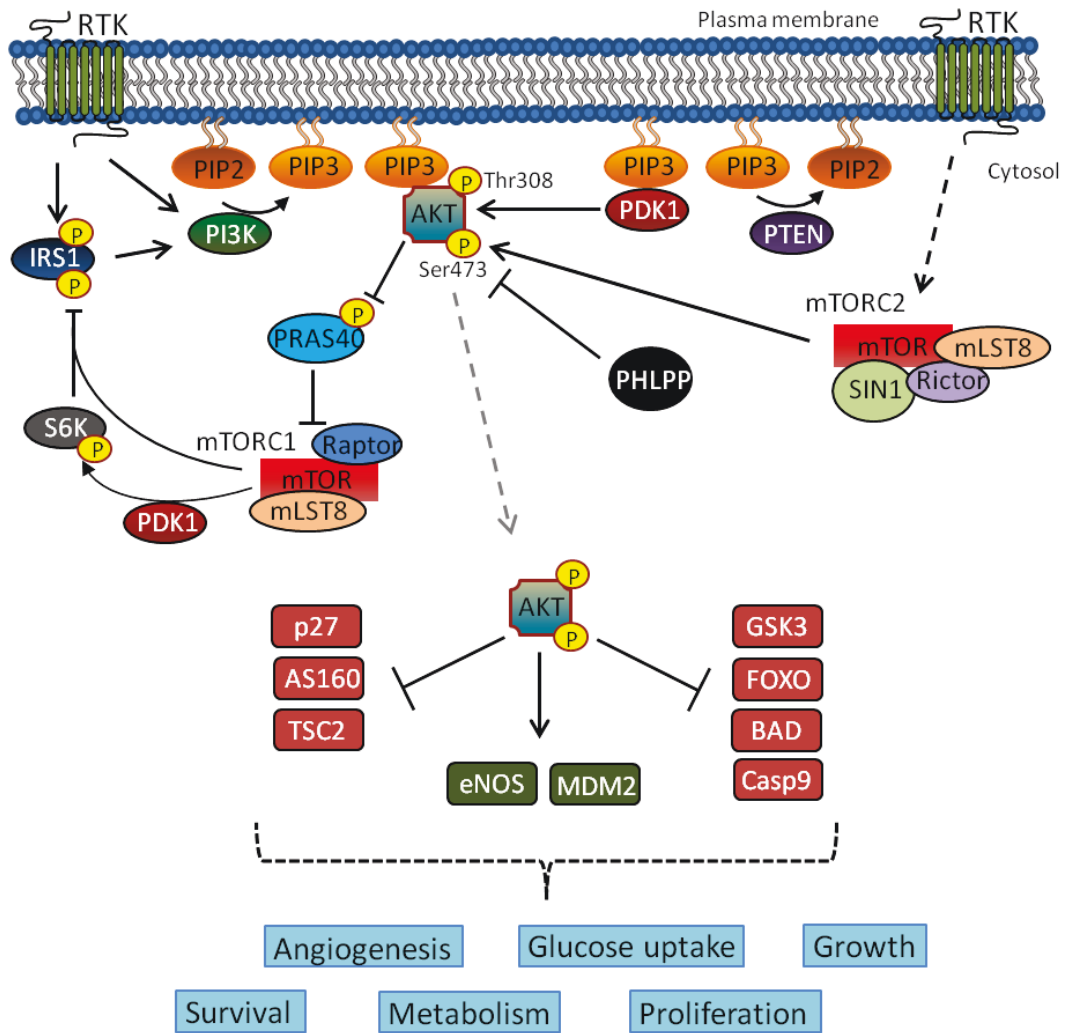 RTK
Plasma membrane
RTK
PIP2
PIP3
PIP3
PIP3
PIP3
PIP2
Cytosol
P
Thr308
AKT
PDK1
PI3K
PTEN
P
IRS1
P
P
Ser473
mTORC2
P
PRAS40
mTOR
mLST8
PHLPP
SIN1
Rictor
S6K
P
mTORC1
Raptor
mTOR
mLST8
PDK1
P
AKT
P
p27
AS160
TSC2
GSK3
FOXO
BAD
Casp9
eNOS
MDM2
Angiogenesis
Glucose uptake
Growth
Survival
Metabolism
Proliferation